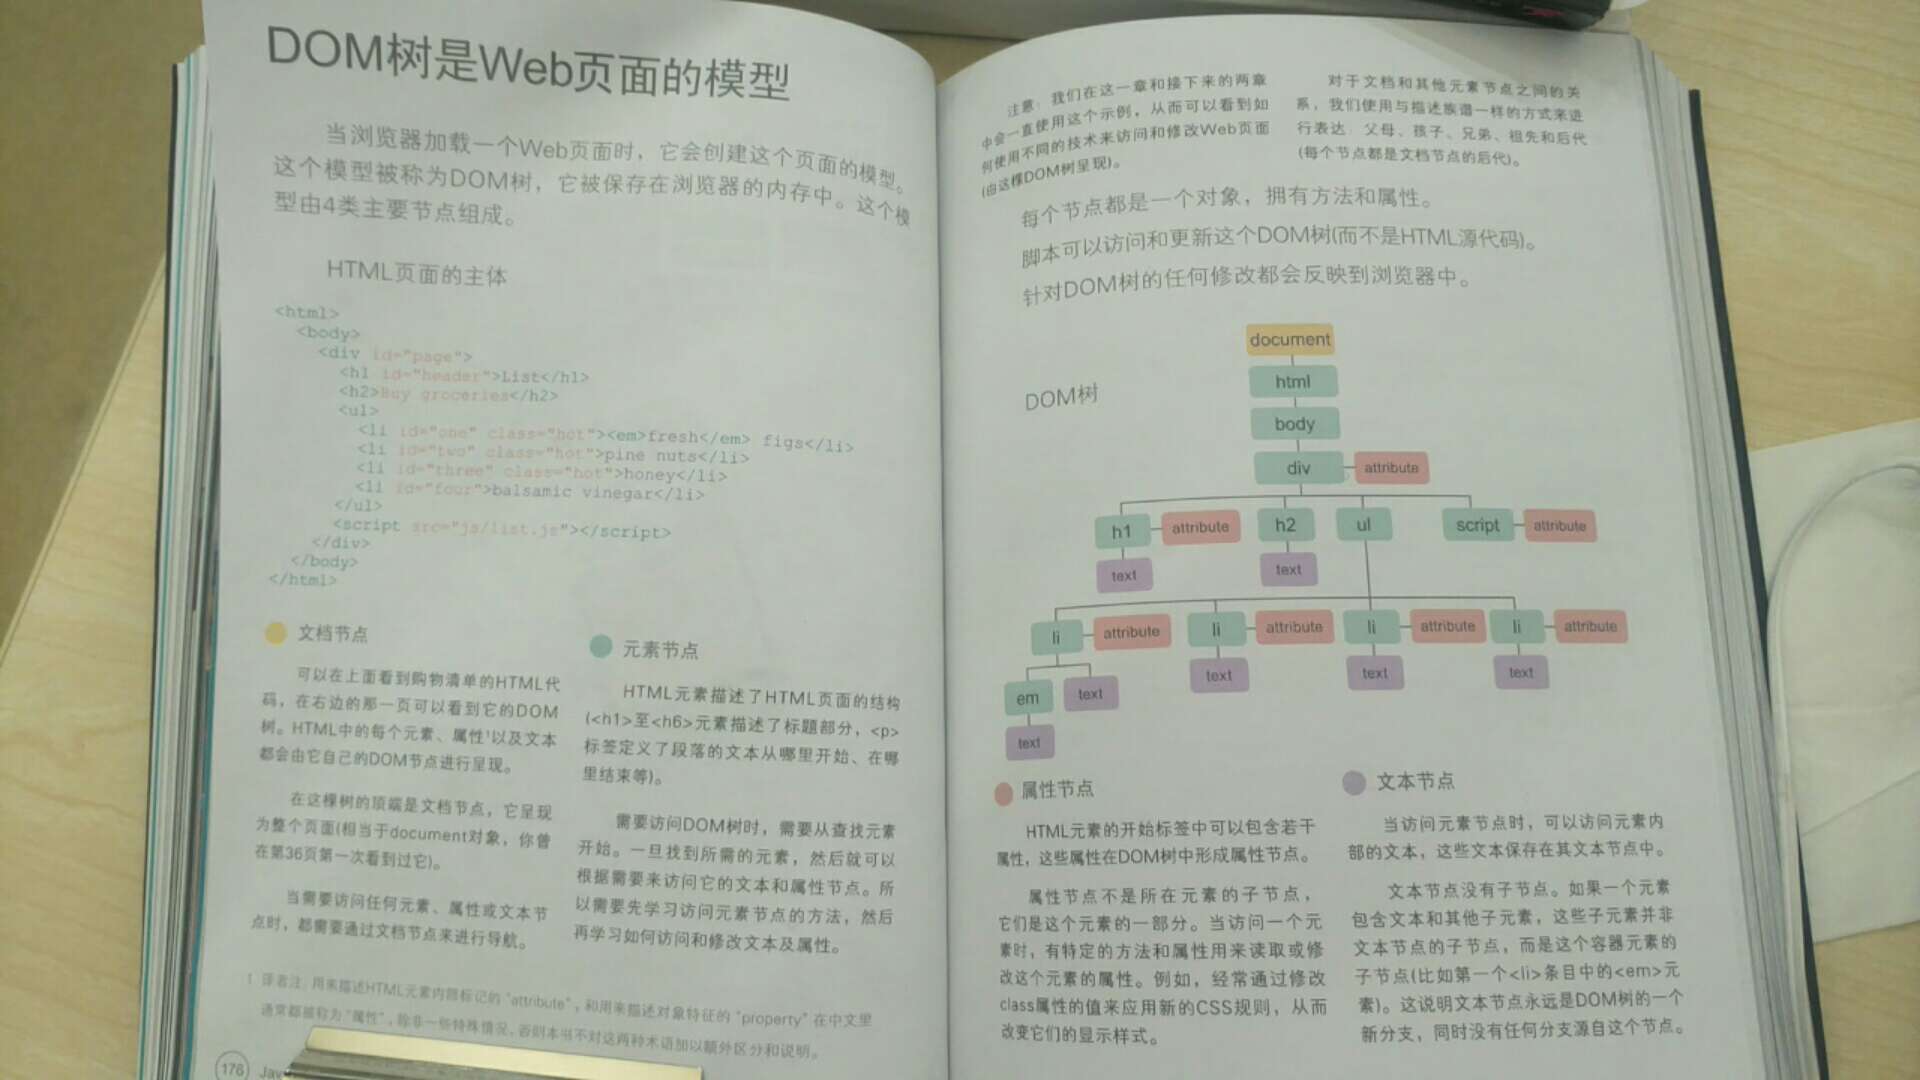 DOM树是Web页面的模型
当浏览器加载一个Web页面时，它会创建这个页面的模型。
这个模型被称为DOM树，它被保存在浏览器的内存中。这个模
型由4类主要节点组成。
HTML页面的主体
<html>
<body>
<div id="page">
<h1 id="header">List</h1>
<h2>Buy groceries</h2>
<ul>
<li id="one" class="hot"><em>fresh</em> figs</li>
<li id="two" class="hot">pine nuts</li>
<li id="three" class="hot">honey</li>
<li id="four">balsamic vinegar</li>
</ul>
<script src="js/list.js"></script>
</div>
</body>
</html>
文档节点
可以在上面看到购物清单的HTML代
码，在右边的那一页可以看到它的DOM
树。HTML中的每个元素、属性¹以及文本
都会由它自己的DOM节点进行呈现。
在这棵树的顶端是文档节点，它呈现
为整个页面(相当于document对象，你曾
在第36页第一次看到过它)。
当需要访问任何元素、属性或文本节
点时，都需要通过文档节点来进行导航。
元素节点
HTML元素描述了HTML页面的结构
(<h1>至<h6>元素描述了标题部分，<p>
标签定义了段落的文本从哪里开始、在哪
里结束等)。
需要访问DOM树时，需要从查找元素
开始。一旦找到所需的元素，然后就可以
根据需要来访问它的文本和属性节点。所
以需要先学习访问元素节点的方法，然后
再学习如何访问和修改文本及属性。
1 译者注：用来描述HTML元素内部标记的"attribute"，和用来描述对象特征的"property"在中文里
通常都被称为"属性"，除非一些特殊情况，否则本书不对这两种术语加以额外区分和说明。
176 Jav
注意：我们在这一章和接下来的两章
中会一直使用这个示例，从而可以看到如
何使用不同的技术来访问和修改Web页面
(由这棵DOM树呈现)。
对于文档和其他元素节点之间的关
系，我们使用与描述族谱一样的方式来进
行表达：父母、孩子、兄弟、祖先和后代
(每个节点都是文档节点的后代)。
每个节点都是一个对象，拥有方法和属性。
脚本可以访问和更新这个DOM树(而不是HTML源代码)。
针对DOM树的任何修改都会反映到浏览器中。
DOM树
document
html
body
div attribute
h1 attribute h2 ul script attribute
text text
li attribute li attribute li attribute li attribute
em text text text text
text
属性节点
HTML元素的开始标签中可以包含若干
属性，这些属性在DOM树中形成属性节点。
属性节点不是所在元素的子节点，
它们是这个元素的一部分。当访问一个元
素时，有特定的方法和属性用来读取或修
改这个元素的属性。例如，经常通过修改
class属性的值来应用新的CSS规则，从而
改变它们的显示样式。
文本节点
当访问元素节点时，可以访问元素内
部的文本，这些文本保存在其文本节点中。
文本节点没有子节点。如果一个元素
包含文本和其他子元素，这些子元素并非
文本节点的子节点，而是这个容器元素的
子节点(比如第一个<li>条目中的<em>元
素)。这说明文本节点永远是DOM树的一个
新分支，同时没有任何分支源自这个节点。